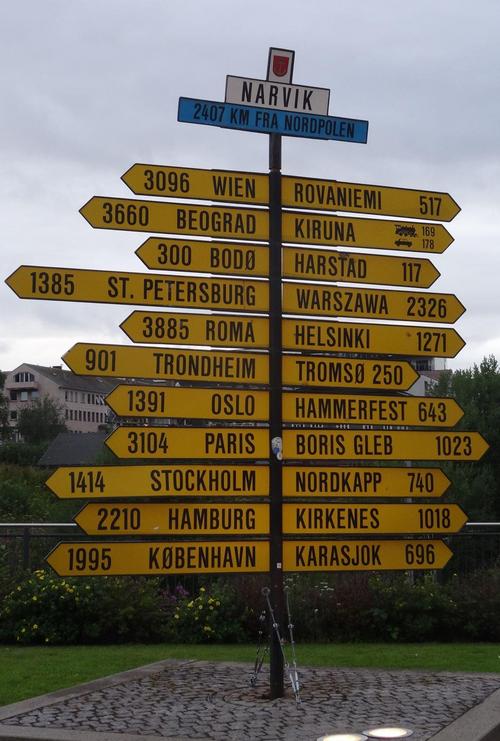 NARVIK
2407 KM FRA NORDPOLEN
3096 WIEN
ROVANIEMI 517
3660 BEOGRAD
KIRUNA 169
178
300 BODØ
HARSTAD 117
1385 ST. PETERSBURG
WARSZAWA 2326
3885 ROMA
HELSINKI 1271
901 TRONDHEIM
TROMSØ 250
1391 OSLO
HAMMERFEST 643
3104 PARIS
BORIS GLEB 1023
1414 STOCKHOLM
NORDKAPP 740
2210 HAMBURG
KIRKENES 1018
1995 KØBENHAVN
KARASJOK 696